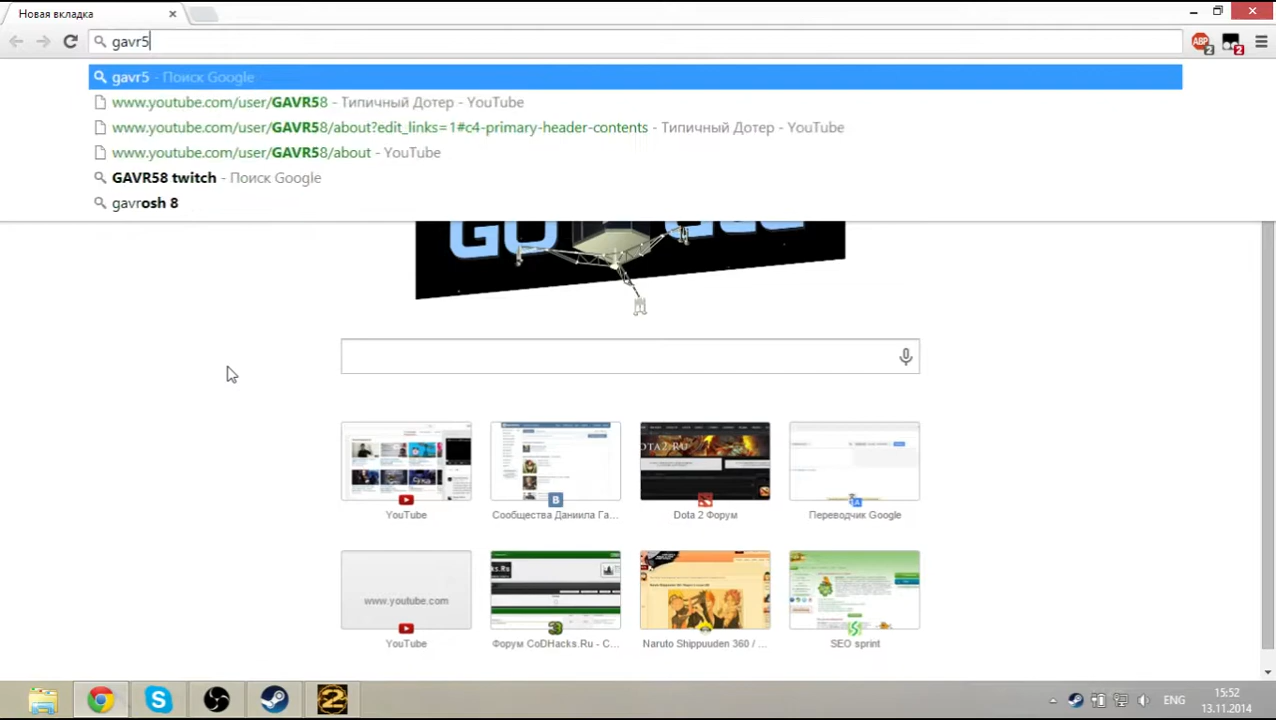 Новая вкладка
gavr5
ABP
2
2
gavr5 - Поиск Google
www.youtube.com/user/GAVR58 - Типичный Дотер - YouTube
www.youtube.com/user/GAVR58/about?edit_links=1#c4-primary-header-contents - Типичный Дотер - YouTube
www.youtube.com/user/GAVR58/about - YouTube
GAVR58 twitch - Поиск Google
gavrosh 8
YouTube
Сообщества Даниила Га...
Dota 2 Форум
Переводчик Google
www.youtube.com
YouTube
Форум CoDHacks.Ru - C...
Naruto Shippuuden 360 / ...
SEO sprint
ENG
15:52
13.11.2014